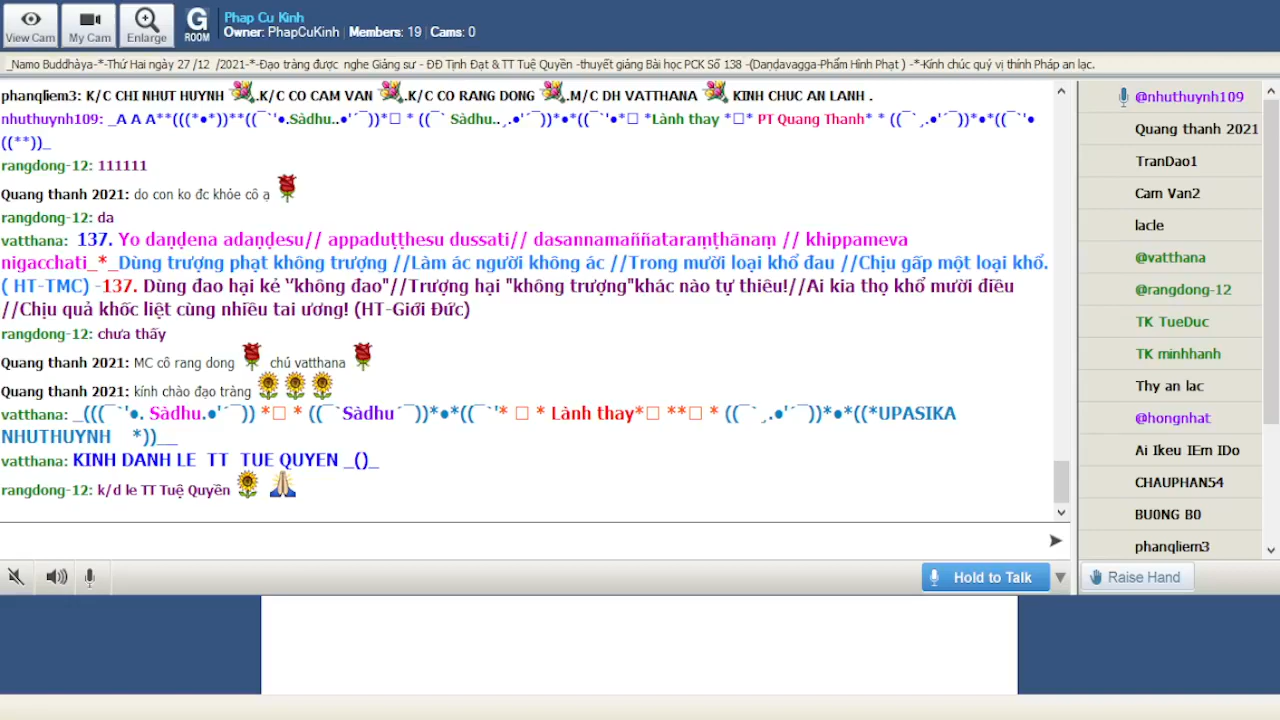 View Cam
My Cam
Enlarge
G
ROOM
Phap Cu Kinh
Owner: PhapCuKinh | Members: 19 | Cams: 0
_Namo Buddhàya-*-Thứ Hai ngày 27 /12 /2021-*-Đạo tràng được nghe Giảng sư - ĐĐ Tịnh Đạt & TT Tuệ Quyền -thuyết giảng Bài học PCK Số 138 -(Daṇḍavagga-Phẩm Hình Phạt ) -*-Kính chúc quý vị thính Pháp an lạc.
phanqliem3: K/C CHI NHUT HUYNH .K/C CO CAM VAN .K/C CO RANG DONG .M/C DH VATTHANA KINH CHUC AN LANH .
nhuthuynh109: _A A A**(((*●*))**((¯`'●.Sàdhu..●'´¯))*□ * ((¯` Sàdhu..¸.●'´¯))*●*((¯`'●*□ *Lành thay *□* PT Quang Thanh* * ((¯`¸.●'´¯))*●*((¯`'●
((**))_
rangdong-12: 111111
Quang thanh 2021: do con ko đc khỏe cô ạ
rangdong-12: da
vatthana: 137. Yo daṇḍena adaṇḍesu// appaduṭṭhesu dussati// dasannamaññataraṃṭhānaṃ // khippameva
nigacchati_*_Dùng trượng phạt không trượng //Làm ác người không ác //Trong mười loại khổ đau //Chịu gấp một loại khổ.
( HT-TMC) -137. Dùng đao hại kẻ "không đao"//Trượng hại "không trượng"khác nào tự thiêu!//Ai kia thọ khổ mười điều
//Chịu quả khốc liệt cùng nhiều tai ương! (HT-Giới Đức)
rangdong-12: chưa thấy
Quang thanh 2021: MC cô rang dong chú vatthana
Quang thanh 2021: kính chào đạo tràng
vatthana: _(((¯`'●. Sàdhu.●'´¯)) *□ * ((¯`Sàdhu´¯))*●*((¯`'* □ * Lành thay*□ **□ * ((¯`¸.●'´¯))*●*((*UPASIKA
NHUTHUYNH *))__
vatthana: KINH DANH LE TT TUE QUYEN _()_
rangdong-12: k/d le TT Tuệ Quyền
Hold to Talk
@nhuthuynh109
Quang thanh 2021
TranDao1
Cam Van2
lacle
@vatthana
@rangdong-12
TK TueDuc
TK minhhanh
Thy an lac
@hongnhat
Ai Ikeu IEm IDo
CHAUPHAN54
BU0NG B0
phanqliem3
Raise Hand